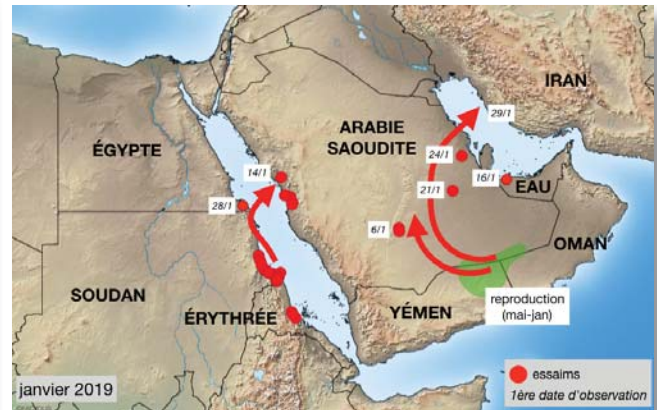 IRAN
29/1
ARABIE
SAOUDITE
ÉGYPTE
24/1
14/1
16/1
EAU
21/1
28/1
6/1
OMAN
SOUDAN
YÉMEN
ÉRYTHRÉE
reproduction
(mai-jan)
essaims
janvier 2019
1ère date d'observation